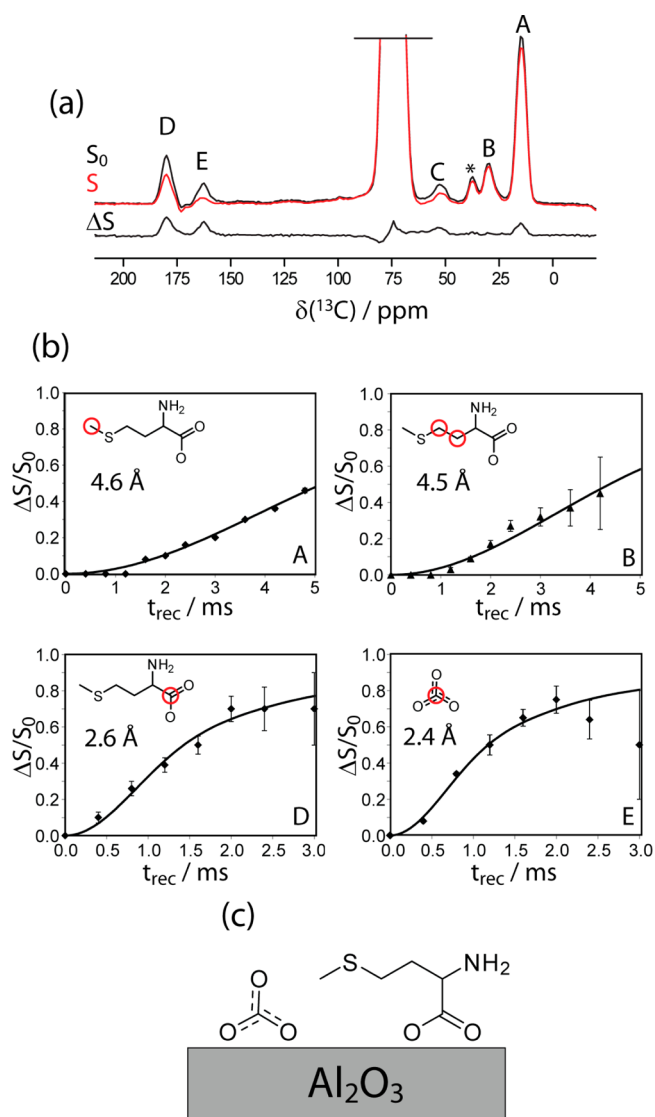 (a)
A
D
E
S₀
S
ΔS
C
*
B
200 175 150 125 100 75 50 25 0
δ(¹³C) / ppm
(b)
1.0
0.8
0.6
0.4
0.2
0.0
ΔS/S₀
NH₂
S
O
O
4.6 Å
A
0 1 2 3 4 5
t_rec / ms
1.0
0.8
0.6
0.4
0.2
0.0
ΔS/S₀
NH₂
S
O
O
4.5 Å
B
0 1 2 3 4 5
t_rec / ms
1.0
0.8
0.6
0.4
0.2
0.0
ΔS/S₀
NH₂
S
O
O
2.6 Å
D
0.0 0.5 1.0 1.5 2.0 2.5 3.0
t_rec / ms
1.0
0.8
0.6
0.4
0.2
0.0
ΔS/S₀
O
O O
2.4 Å
E
0.0 0.5 1.0 1.5 2.0 2.5 3.0
t_rec / ms
(c)
O
O O
S NH₂
O O
Al₂O₃